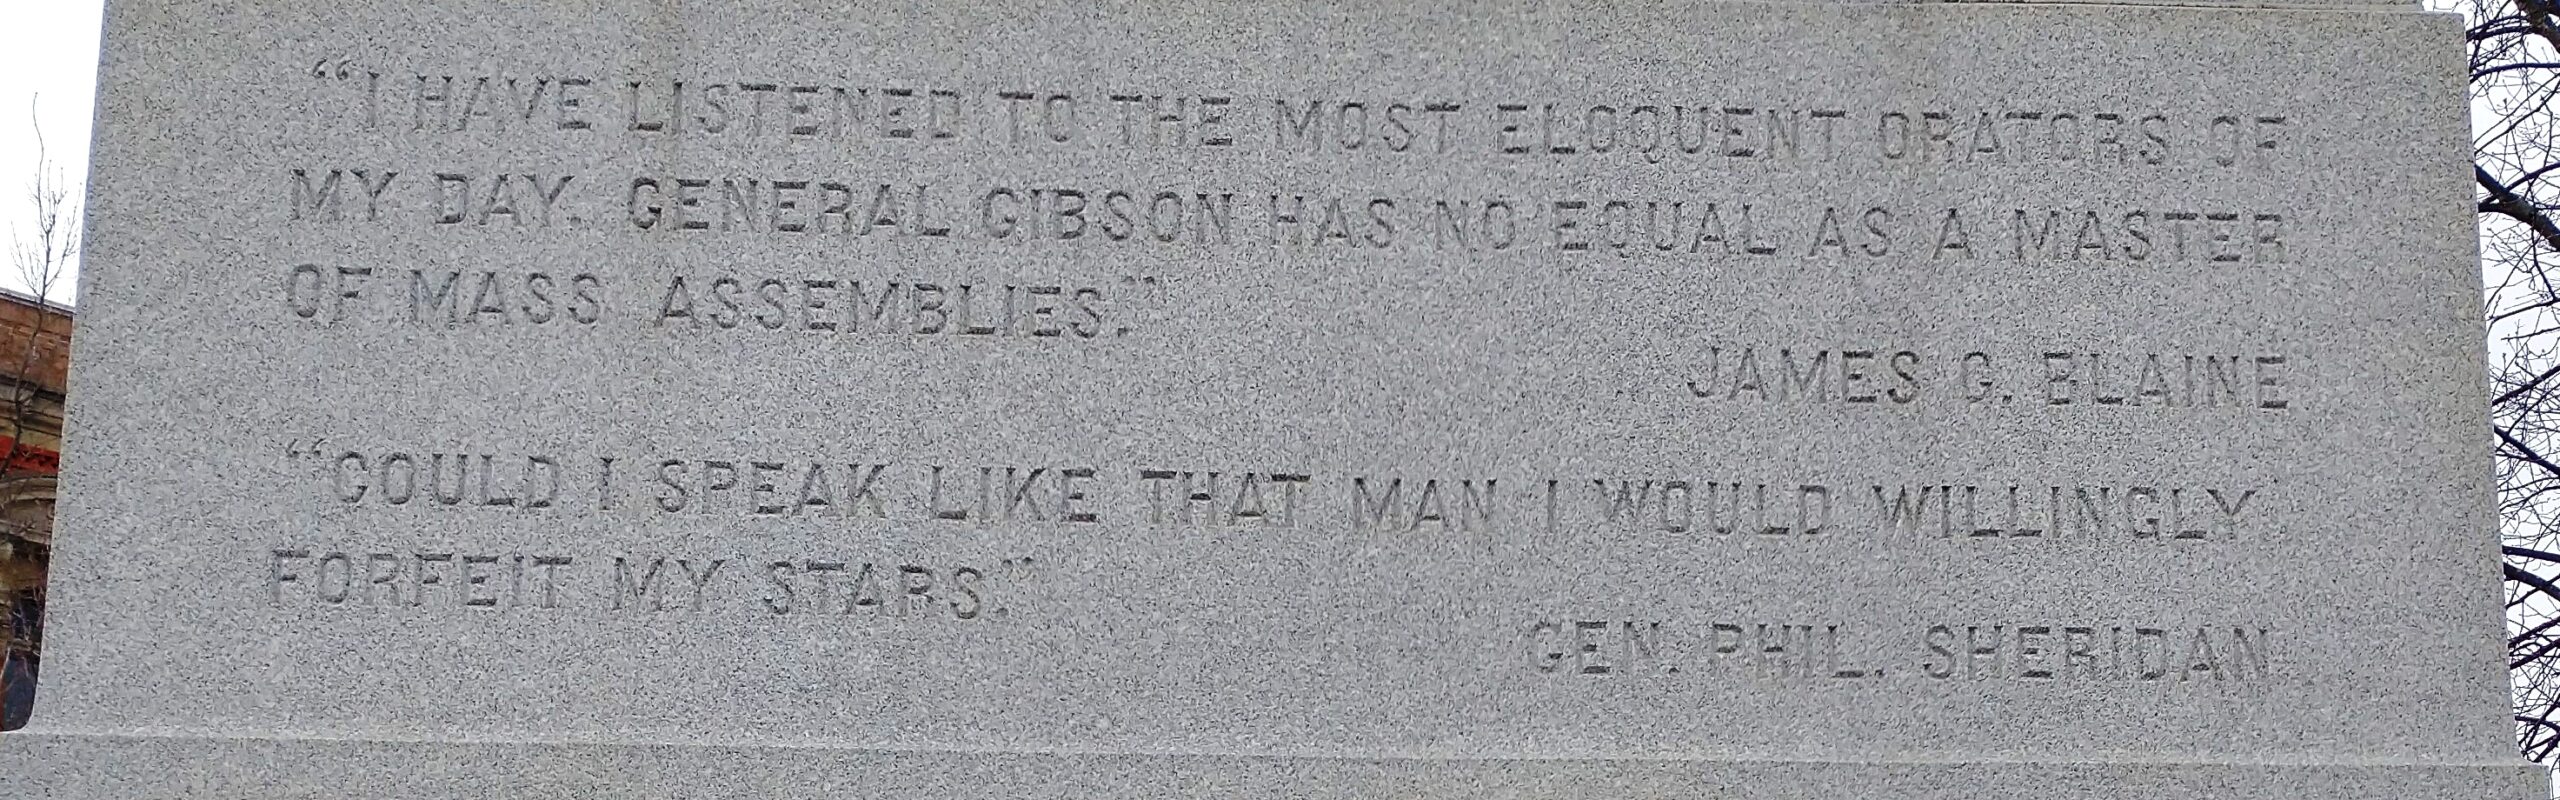 “I HAVE LISTENED TO THE MOST ELOQUENT ORATORS OF
MY DAY. GENERAL GIBSON HAS NO EQUAL AS A MASTER
OF MASS ASSEMBLIES.”
JAMES G. BLAINE
“COULD I SPEAK LIKE THAT MAN I WOULD WILLINGLY
FORFEIT MY STARS.”
GEN. PHIL. SHERIDAN